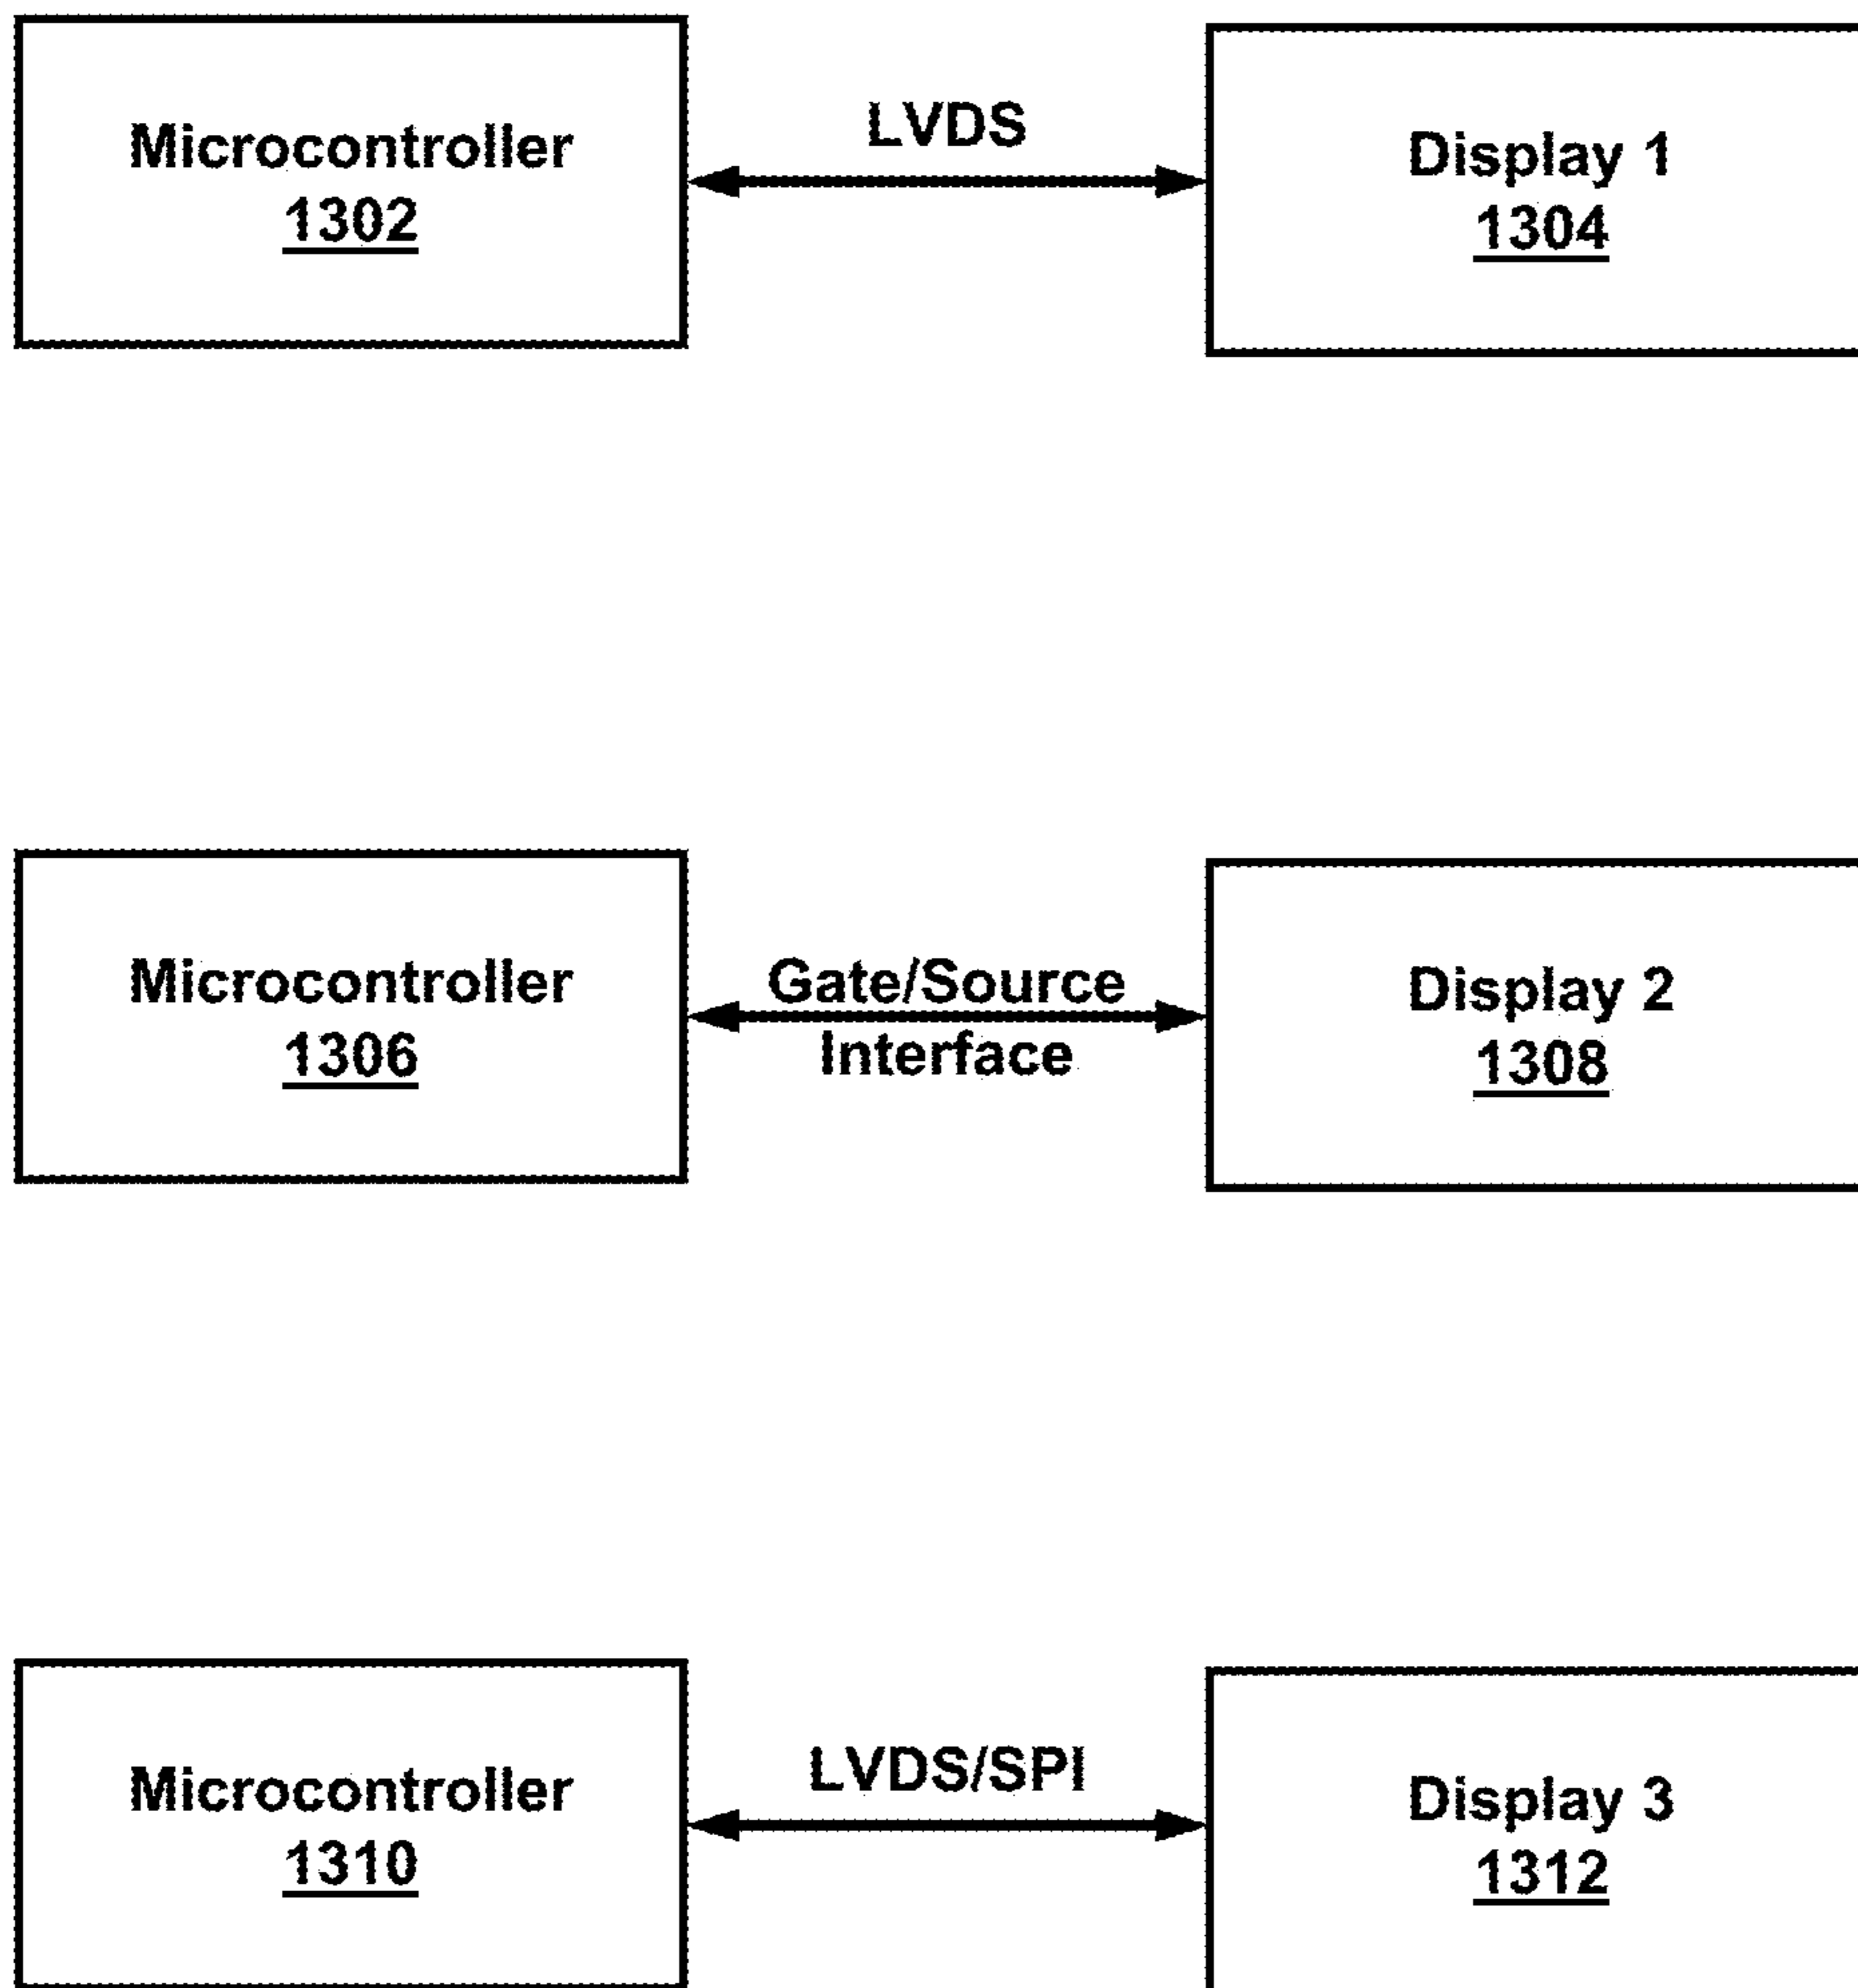 Microcontroller
1302
LVDS
Display 1
1304
Microcontroller
1306
Gate/Source
Interface
Display 2
1308
Microcontroller
1310
LVDS/SPI
Display 3
1312